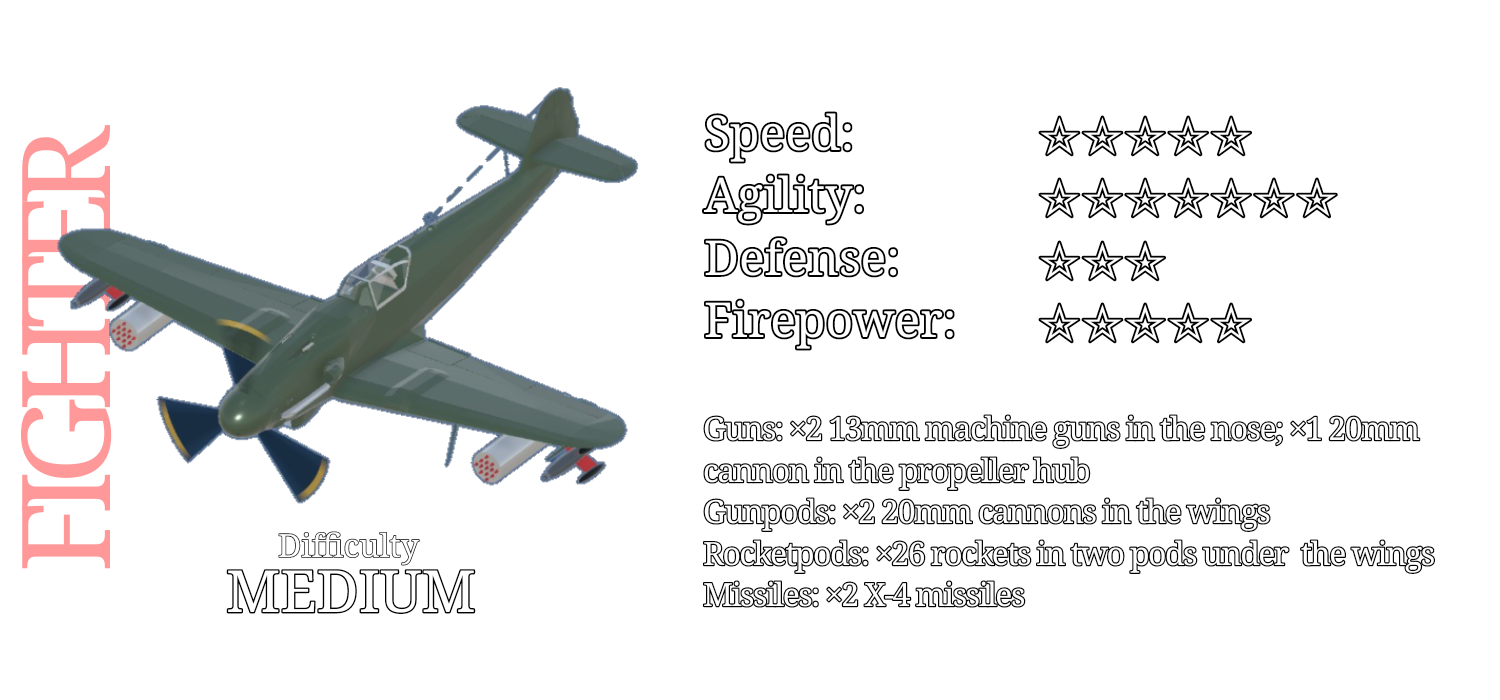 FIGHTER
Speed: ☆☆☆☆☆
Agility: ☆☆☆☆☆☆☆
Defense: ☆☆☆
Firepower: ☆☆☆☆☆
Guns: ×2 13mm machine guns in the nose; ×1 20mm
cannon in the propeller hub
Gunpods: ×2 20mm cannons in the wings
Rocketpods: ×26 rockets in two pods under  the wings
Missiles: ×2 X-4 missiles
Difficulty
MEDIUM